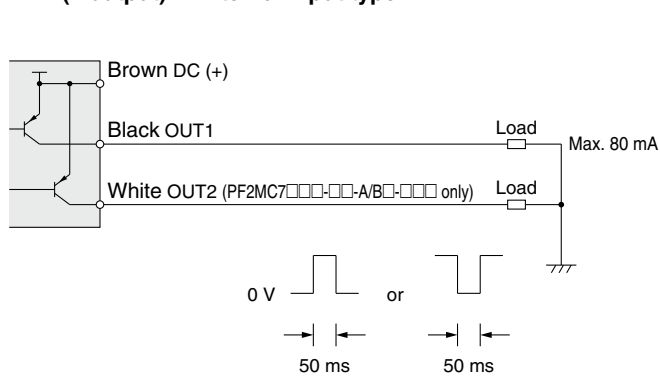 Brown DC (+)
Black OUT1
Load
Max. 80 mA
White OUT2 (PF2MC7□□□-□□-A/B□-□□□ only)
Load
0 V
or
50 ms
50 ms